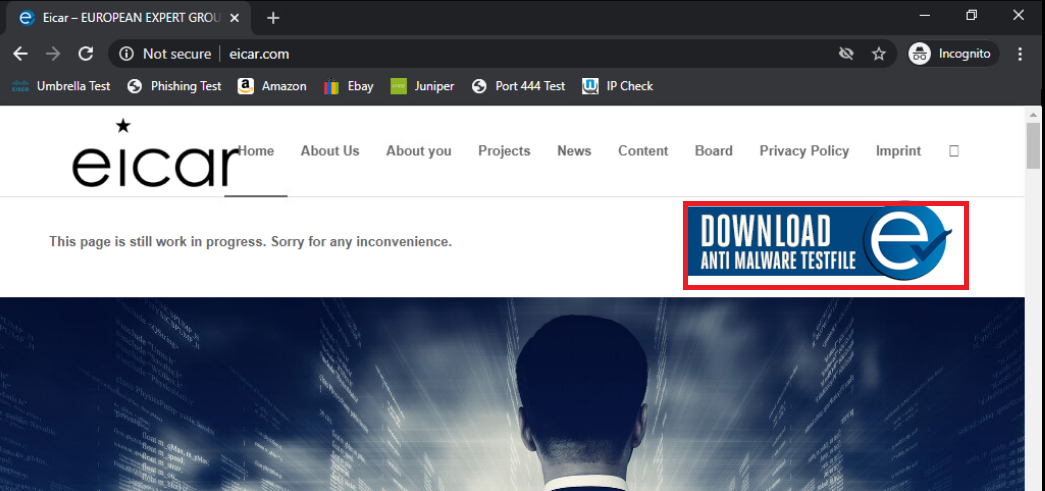 Eicar – EUROPEAN EXPERT GROU
Not secure eicar.com Incognito
Umbrella Test Phishing Test Amazon Ebay Juniper Port 444 Test IP Check
eicar Home About Us About you Projects News Content Board Privacy Policy Imprint
This page is still work in progress. Sorry for any inconvenience.
DOWNLOAD
ANTI MALWARE TESTFILE